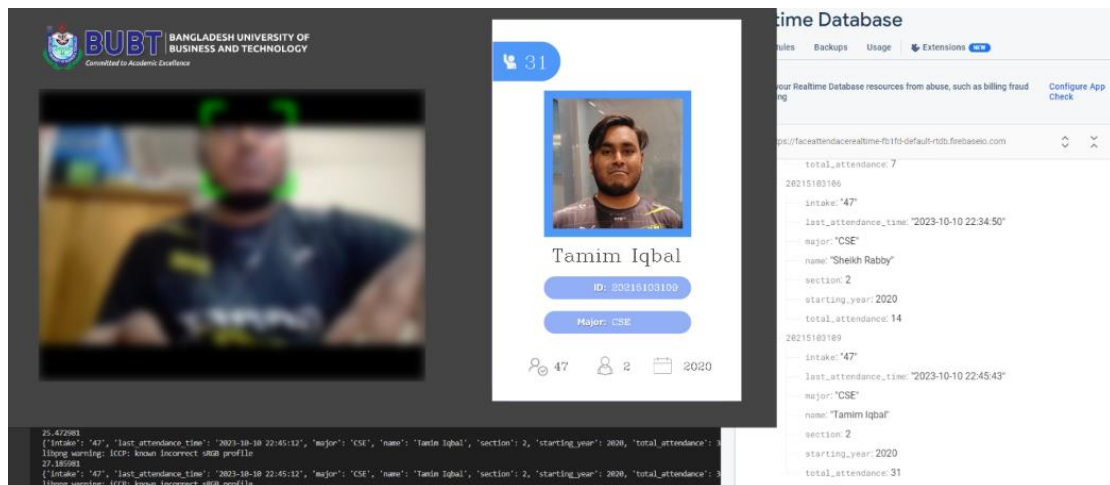 BUBT
BANGLADESH UNIVERSITY OF
BUSINESS AND TECHNOLOGY
Committed to Academic Excellence
31
Tamim Iqbal
ID: 20215103109
Major: CSE
47
2
2020
time Database
Rules Backups Usage Extensions NEW
your Realtime Database resources from abuse, such as billing fraud
Configure App
Check
https://faceattendacerealtime-fb1fd-default-rtdb.firebaseio.com
total_attendance: 7
20215103106
intake: "47"
last_attendance_time: "2023-10-10 22:34:50"
major: "CSE"
name: "Sheikh Rabby"
section: 2
starting_year: 2020
total_attendance: 14
20215103109
intake: "47"
last_attendance_time: "2023-10-10 22:45:43"
major: "CSE"
name: "Tamim Iqbal"
section: 2
starting_year: 2020
total_attendance: 31
25.472981
{'intake': '47', 'last_attendance_time': '2023-10-10 22:45:12', 'major': 'CSE', 'name': 'Tamim Iqbal', 'section': 2, 'starting_year': 2020, 'total_attendance': 3
libpng warning: iCCP: known incorrect sRGB profile
27.185981
{'intake': '47', 'last_attendance_time': '2023-10-10 22:45:12', 'major': 'CSE', 'name': 'Tamim Iqbal', 'section': 2, 'starting_year': 2020, 'total_attendance': 3
libpng warning: iCCP: known incorrect sRGB profile